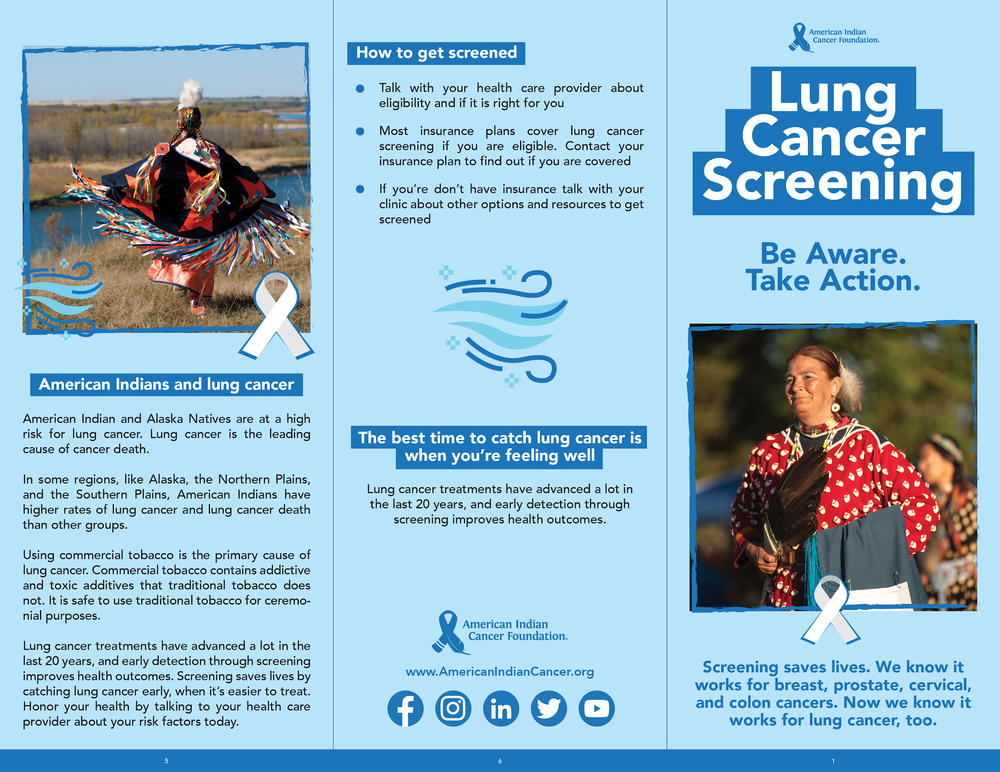 American Indians and lung cancer
American Indian and Alaska Natives are at a high
risk for lung cancer. Lung cancer is the leading
cause of cancer death.
In some regions, like Alaska, the Northern Plains,
and the Southern Plains, American Indians have
higher rates of lung cancer and lung cancer death
than other groups.
Using commercial tobacco is the primary cause of
lung cancer. Commercial tobacco contains addictive
and toxic additives that traditional tobacco does
not. It is safe to use traditional tobacco for ceremo-
nial purposes.
Lung cancer treatments have advanced a lot in the
last 20 years, and early detection through screening
improves health outcomes. Screening saves lives by
catching lung cancer early, when it's easier to treat.
Honor your health by talking to your health care
provider about your risk factors today.
5
How to get screened
Talk with your health care provider about
eligibility and if it is right for you
Most insurance plans cover lung cancer
screening if you are eligible. Contact your
insurance plan to find out if you are covered
If you're don't have insurance talk with your
clinic about other options and resources to get
screened
The best time to catch lung cancer is
when you're feeling well
Lung cancer treatments have advanced a lot in
the last 20 years, and early detection through
screening improves health outcomes.
American Indian
Cancer Foundation®
www.AmericanIndianCancer.org
6
American Indian
Cancer Foundation®
Lung
Cancer
Screening
Be Aware.
Take Action.
Screening saves lives. We know it
works for breast, prostate, cervical,
and colon cancers. Now we know it
works for lung cancer, too.
1